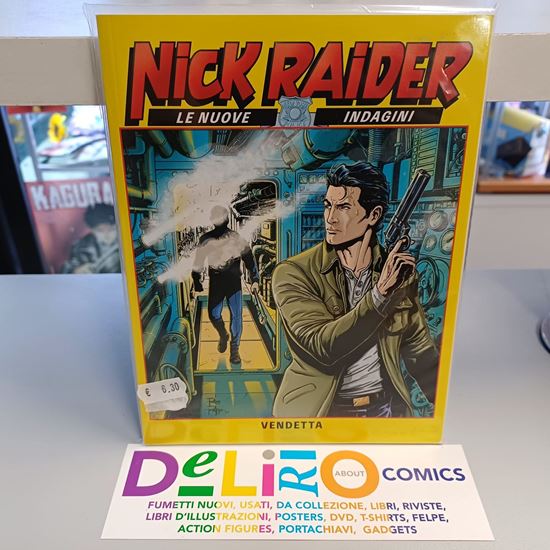 NICK RAIDER
LE NUOVE INDAGINI
KAGURA
€ 6,30
VENDETTA
DeLiRiO ABOUT COMICS
FUMETTI NUOVI, USATI, DA COLLEZIONE, LIBRI, RIVISTE,
LIBRI D'ILLUSTRAZIONI, POSTERS, DVD, T-SHIRTS, FELPE,
ACTION FIGURES, PORTACHIAVI, GADGETS